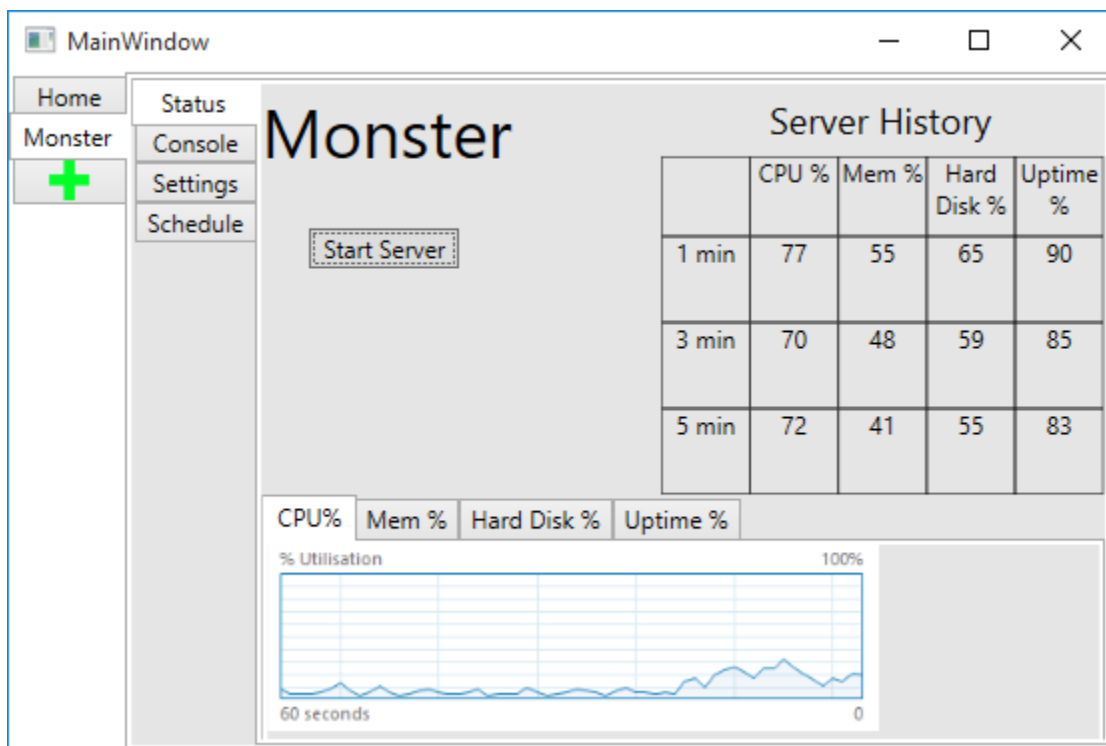 MainWindow
Home
Monster
Status
Console
Settings
Schedule
Monster
Start Server
Server History
CPU % Mem % Hard Disk % Uptime %
1 min 77 55 65 90
3 min 70 48 59 85
5 min 72 41 55 83
CPU% Mem % Hard Disk % Uptime %
% Utilisation 100%
60 seconds 0